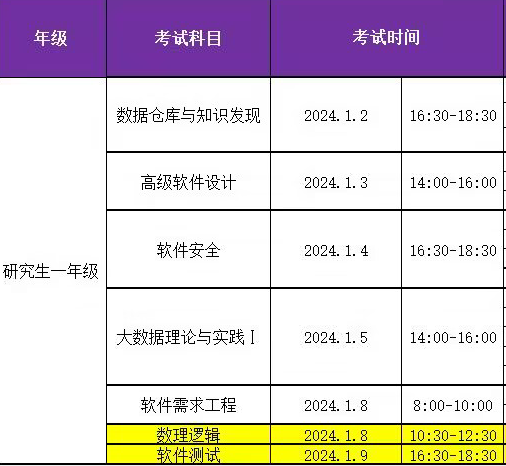 年级 考试科目 考试时间
数据仓库与知识发现 2024.1.2 16:30-18:30
高级软件设计 2024.1.3 14:00-16:00
软件安全 2024.1.4 16:30-18:30
研究生一年级
大数据理论与实践Ⅰ 2024.1.5 14:00-16:00
软件需求工程 2024.1.8 8:00-10:00
数理逻辑 2024.1.8 10:30-12:30
软件测试 2024.1.9 16:30-18:30